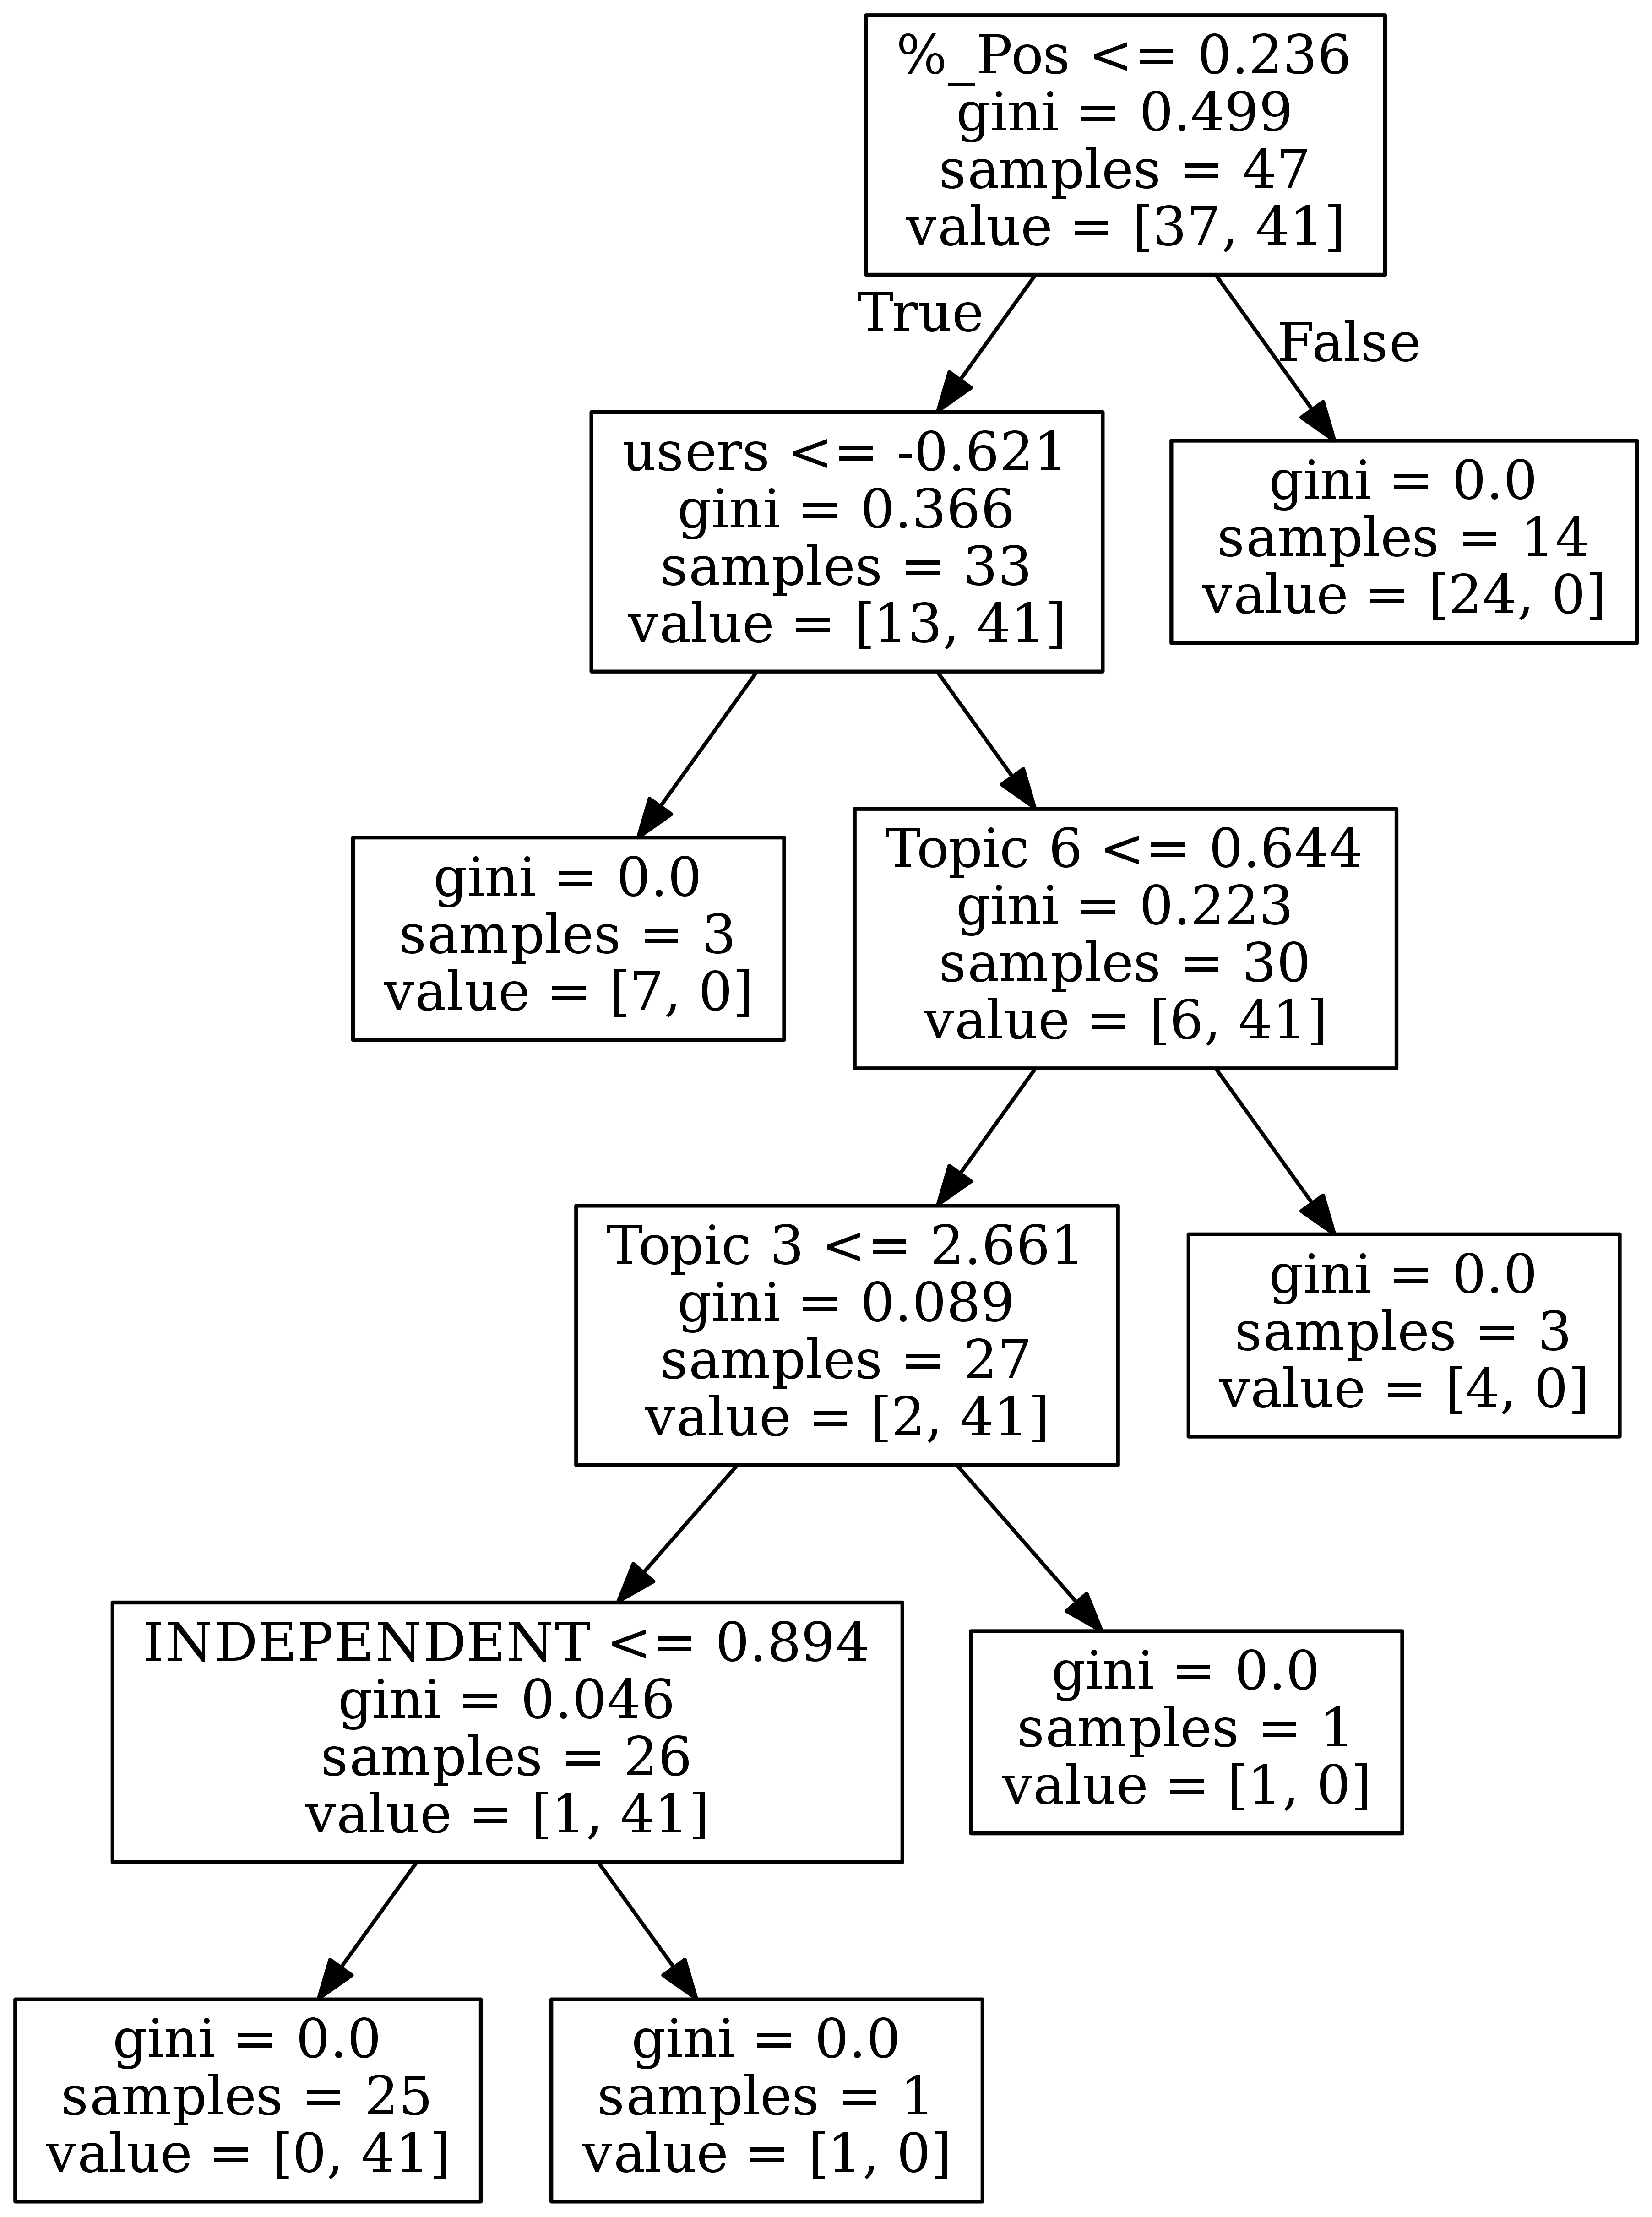 %_Pos <= 0.236
gini = 0.499
samples = 47
value = [37, 41]
True
False
users <= -0.621
gini = 0.366
samples = 33
value = [13, 41]
gini = 0.0
samples = 14
value = [24, 0]
gini = 0.0
samples = 3
value = [7, 0]
Topic 6 <= 0.644
gini = 0.223
samples = 30
value = [6, 41]
Topic 3 <= 2.661
gini = 0.089
samples = 27
value = [2, 41]
gini = 0.0
samples = 3
value = [4, 0]
INDEPENDENT <= 0.894
gini = 0.046
samples = 26
value = [1, 41]
gini = 0.0
samples = 1
value = [1, 0]
gini = 0.0
samples = 25
value = [0, 41]
gini = 0.0
samples = 1
value = [1, 0]